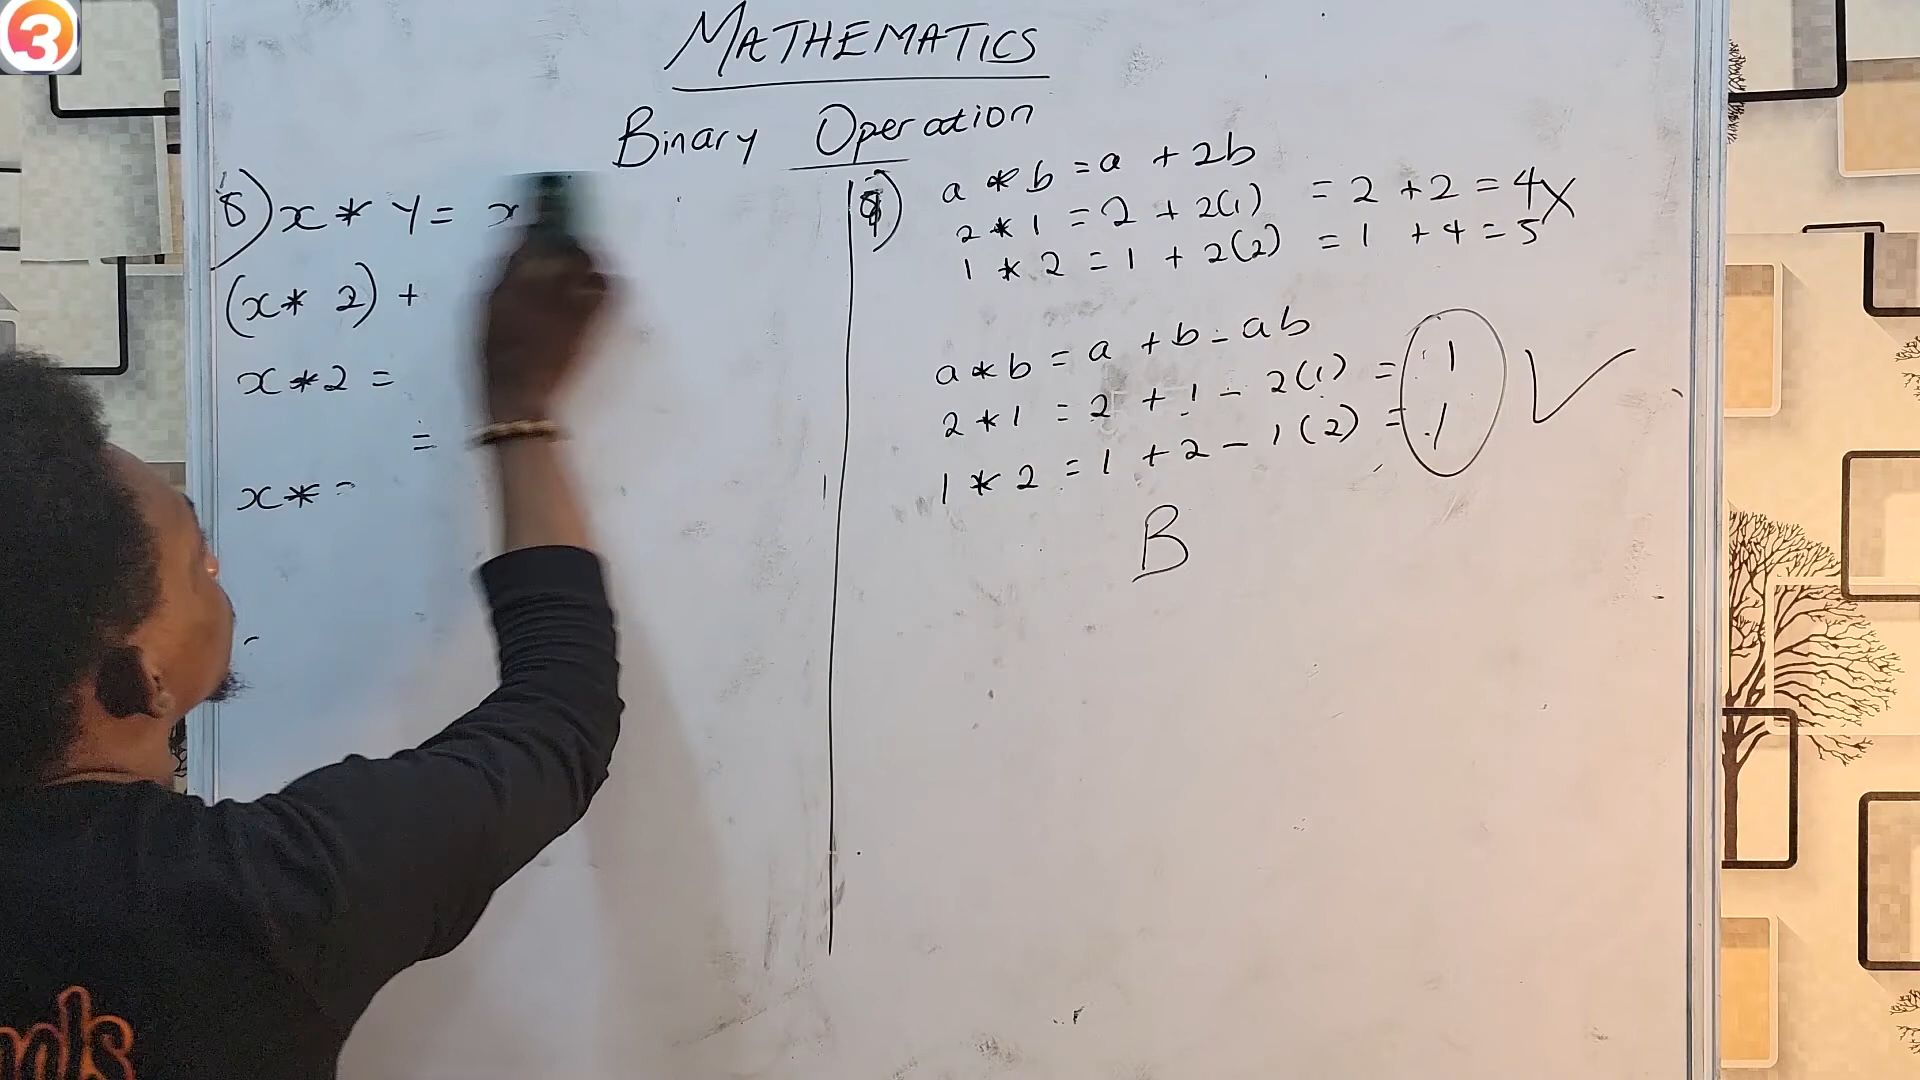 3
MATHEMATICS
Binary Operation
8) x * y = x
(x * 2) +
x * 2 =
=
x * =
9) a * b = a + 2b
2 * 1 = 2 + 2(1) = 2 + 2 = 4 X
1 * 2 = 1 + 2(2) = 1 + 4 = 5
a * b = a + b - ab
2 * 1 = 2 + 1 - 2(1) = 1
1 * 2 = 1 + 2 - 1(2) = 1
B